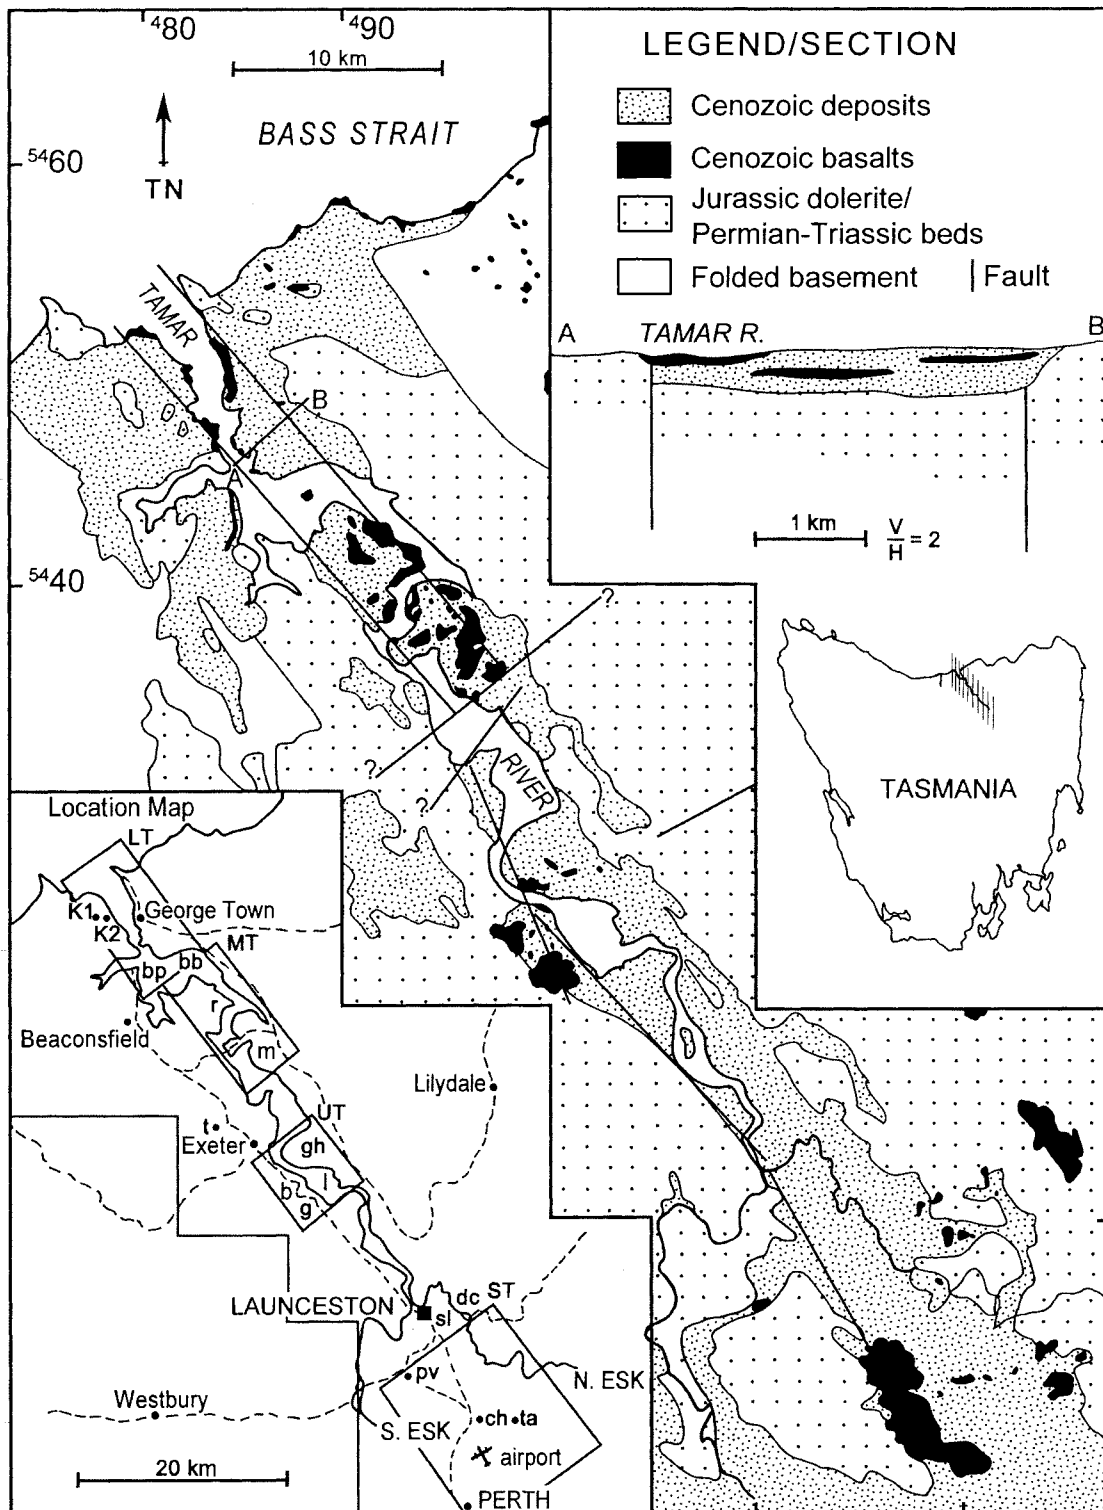 480
490
10 km
BASS STRAIT
5460
TN
TAMAR
B
A
5440
?
?
?
RIVER
LEGEND/SECTION
Cenozoic deposits
Cenozoic basalts
Jurassic dolerite/
Permian-Triassic beds
Folded basement
Fault
A
TAMAR R.
B
1 km
V/H = 2
TASMANIA
Location Map
LT
K1
K2
George Town
MT
bp
bb
r
Beaconsfield
m
Lilydale
t
Exeter
UT
gh
b
l
g
LAUNCESTON
dc
ST
sl
pv
N. ESK
Westbury
S. ESK
ch
ta
airport
20 km
PERTH